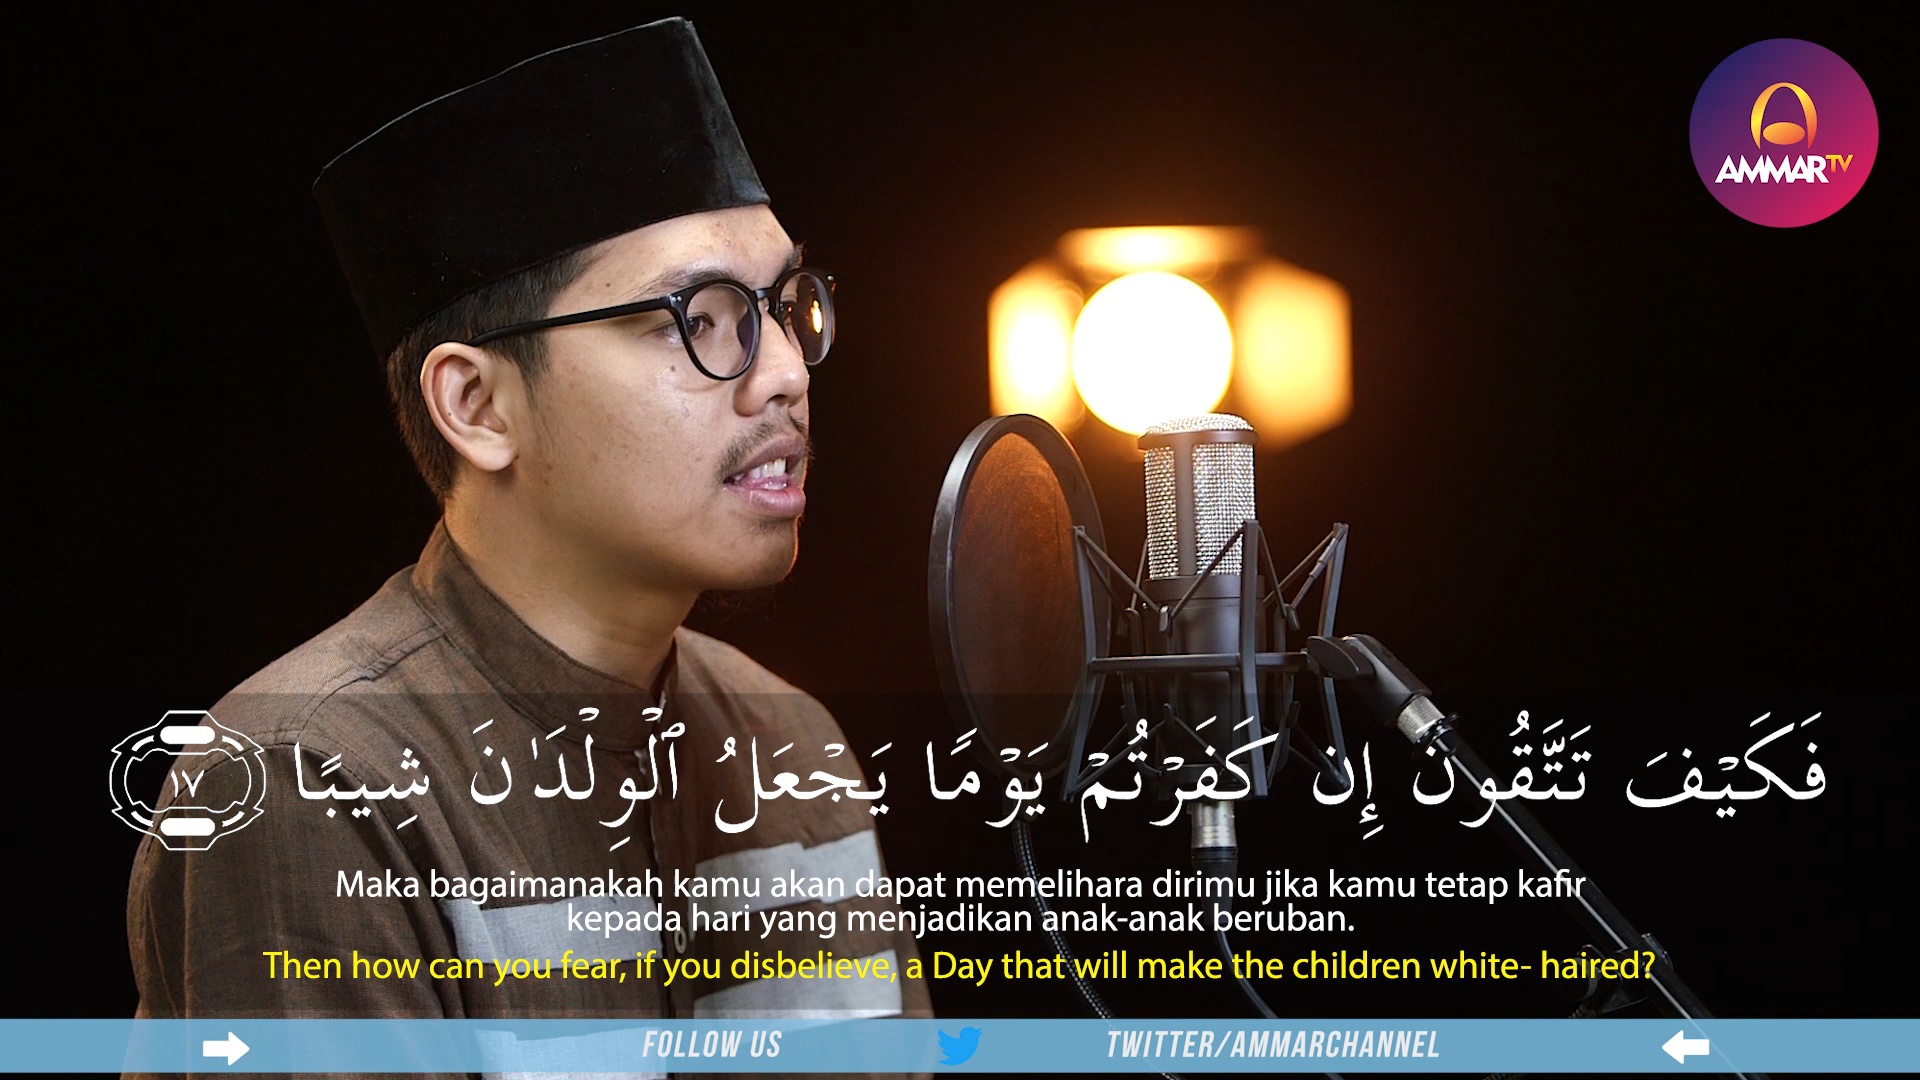 AMMARTV
فَكَيْفَ تَتَّقُونَ إِن كَفَرْتُمْ يَوْمًا يَجْعَلُ ٱلْوِلْدَٰنَ شِيبًا ١٧
Maka bagaimanakah kamu akan dapat memelihara dirimu jika kamu tetap kafir
kepada hari yang menjadikan anak-anak beruban.
Then how can you fear, if you disbelieve, a Day that will make the children white- haired?
FOLLOW US TWITTER/AMMARCHANNEL